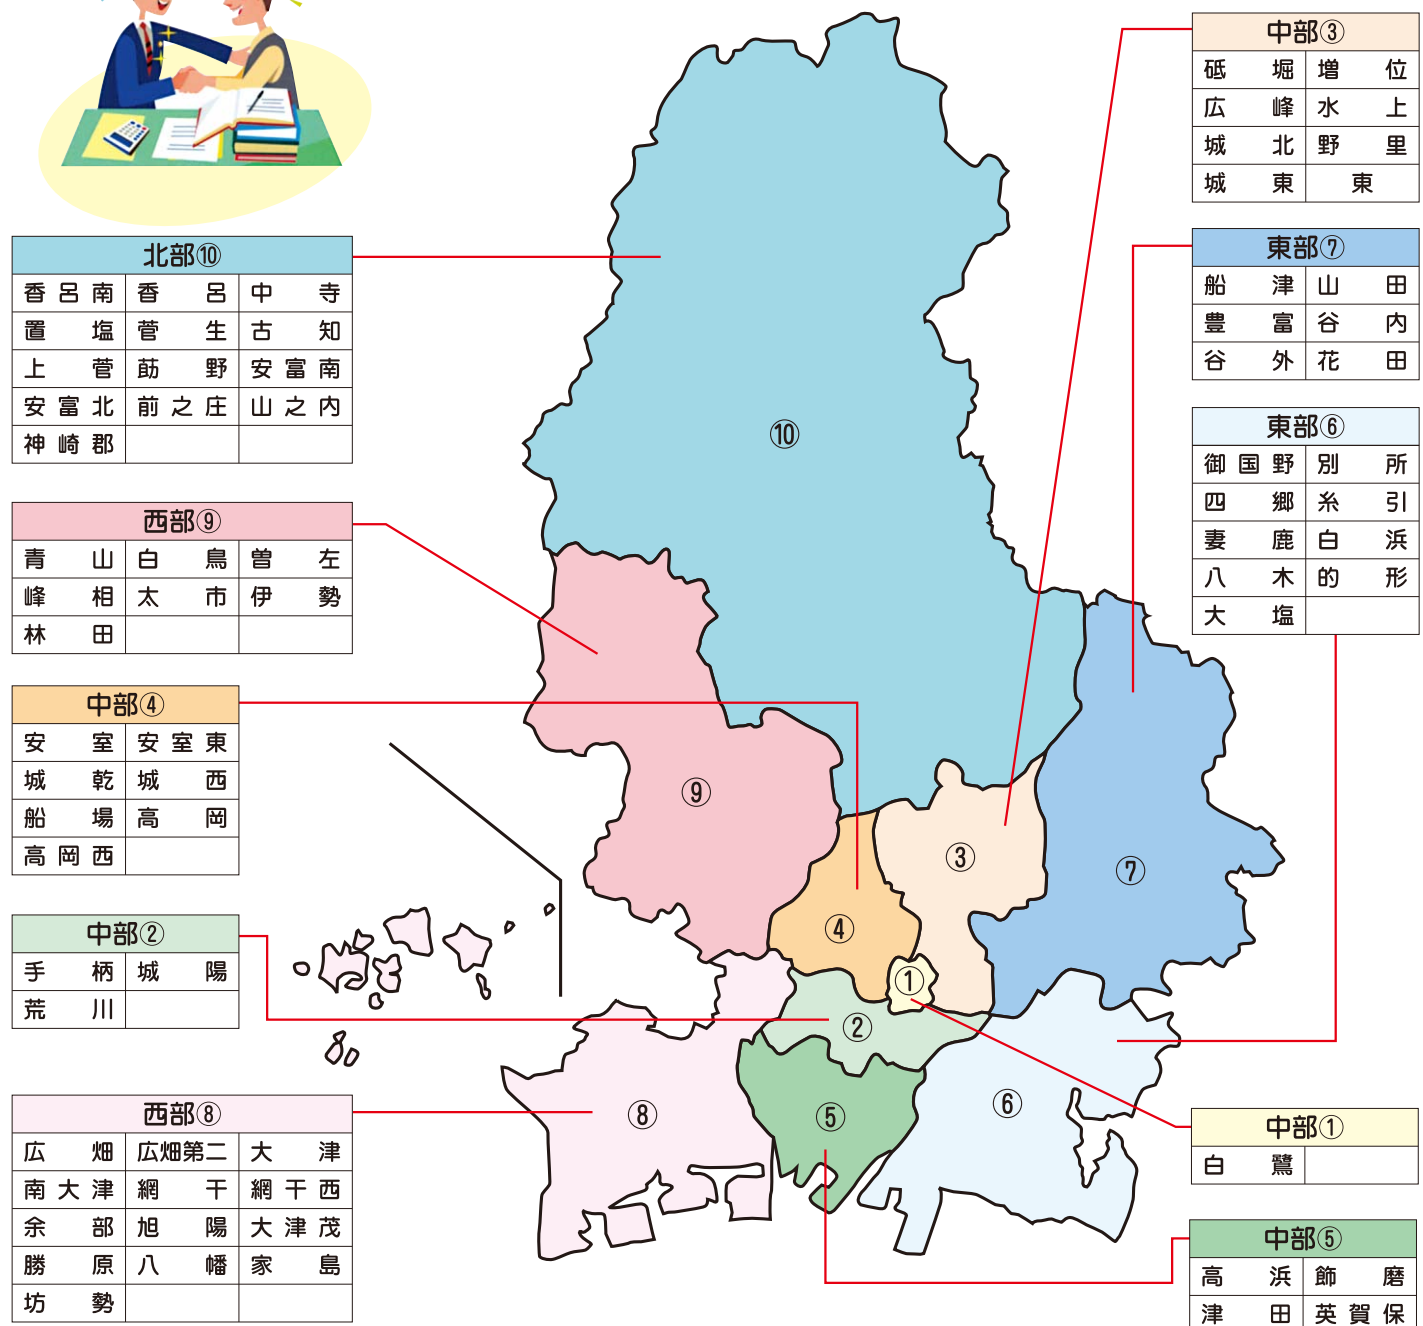 中部③
砥堀 増位
広峰 水上
城北 野里
城東 東
東部⑦
船津 山田
豊富 谷内
谷外 花田
東部⑥
御国野 別所
四郷 糸引
妻鹿 白浜
八木 的形
大塩
中部①
白鷺
中部⑤
高浜 飾磨
津田 英賀保
北部⑩
香呂南 香呂 中寺
置塩 菅生 古知
上菅 莇野 安富南
安富北 前之庄 山之内
神崎郡
西部⑨
青山 白鳥 曽左
峰相 太市 伊勢
林田
中部④
安室 安室東
城乾 城西
船場 高岡
高岡西
中部②
手柄 城陽
荒川
西部⑧
広畑 広畑第二 大津
南大津 網干 網干西
余部 旭陽 大津茂
勝原 八幡 家島
坊勢
⑩
⑨
③
⑦
④
①
②
⑥
⑧
⑤